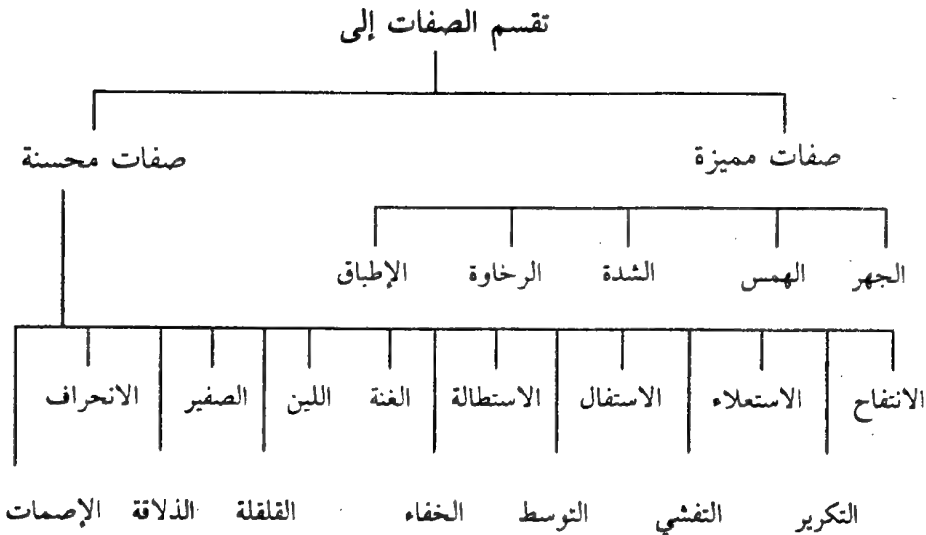 تقسم الصفات إلى
صفات مميزة صفات محسنة
الجهر الهمس الشدة الرخاوة الإطباق
الانتفاح الاستعلاء الاستفال الاستطالة الغنة اللين الصفير الانحراف
التكرير التفشي التوسط الخفاء القلقلة الذلاقة الإصمات